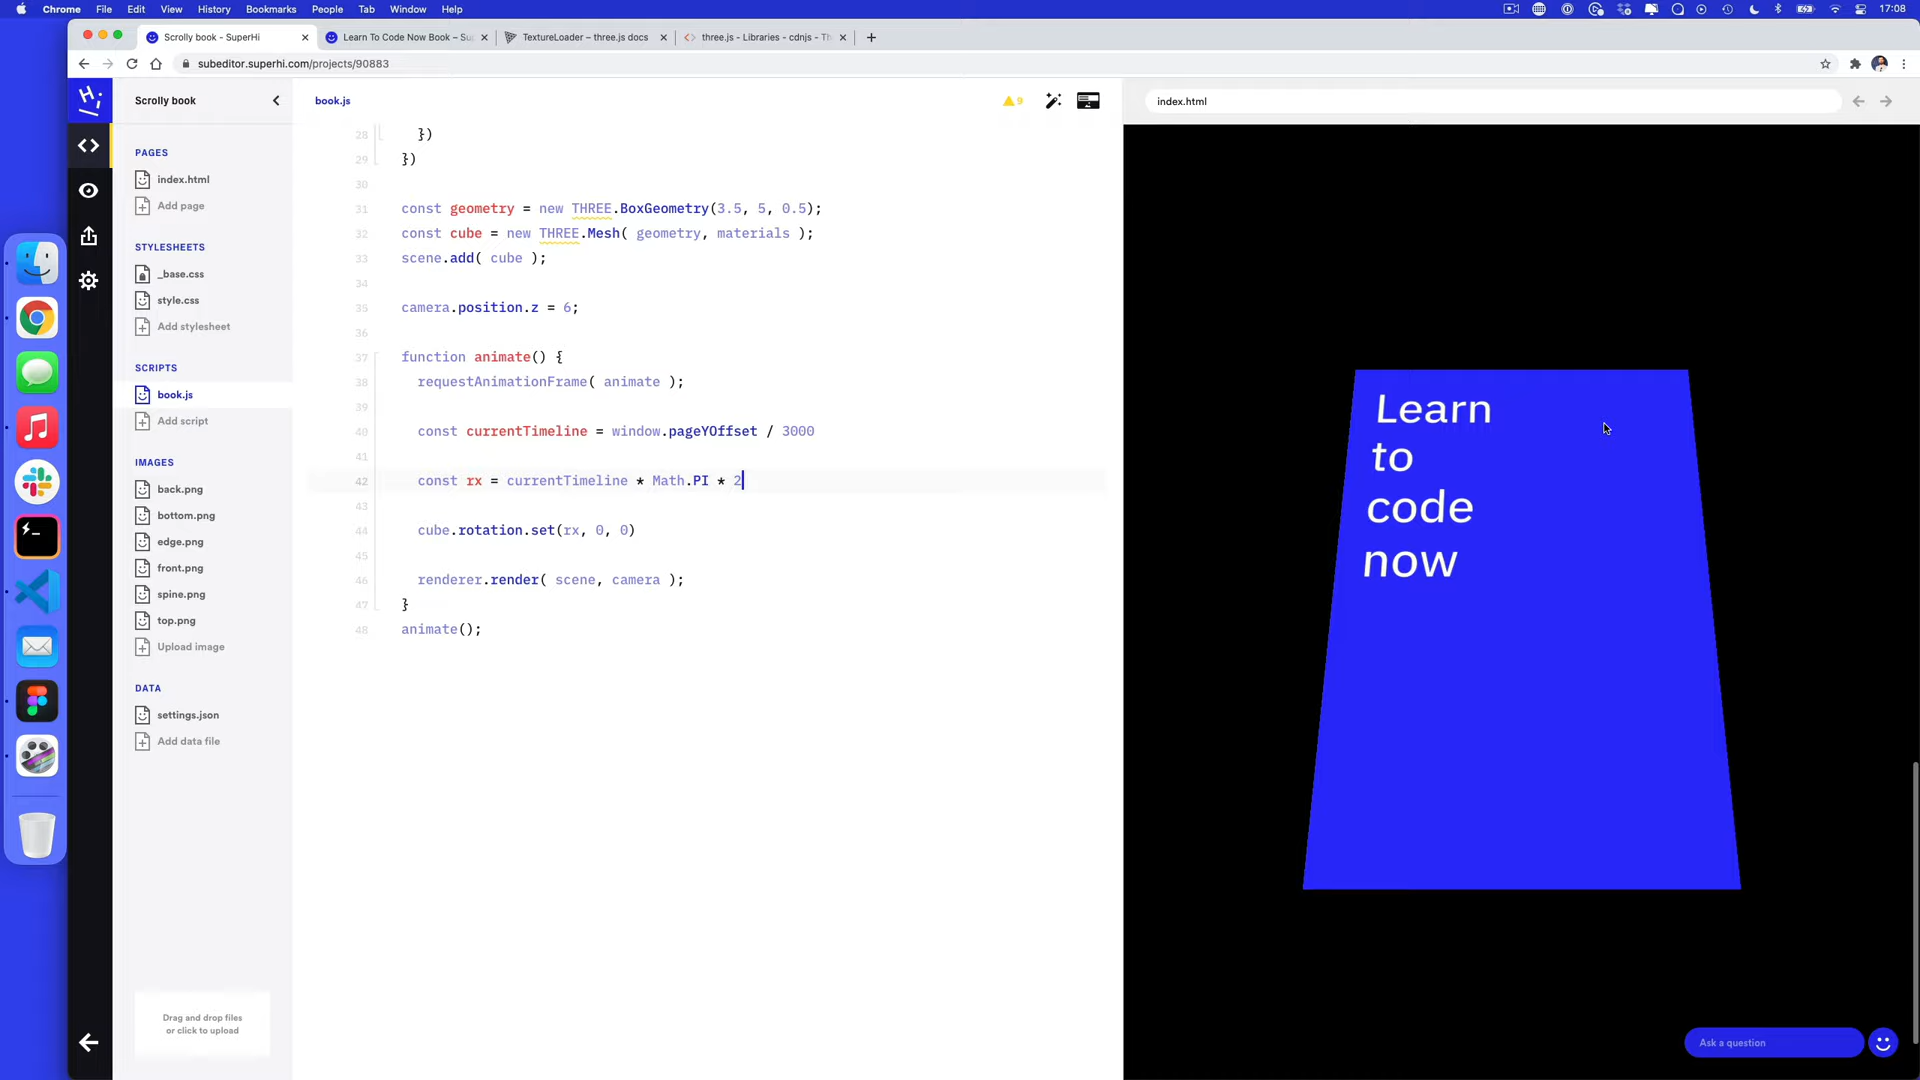 Chrome File Edit View History Bookmarks People Tab Window Help 17:08
Scrolly book - SuperHi
Learn To Code Now Book – Su
TextureLoader – three.js docs
three.js - Libraries - cdnjs - Th
subeditor.superhi.com/projects/90883
Scrolly book
book.js
9
index.html
PAGES
index.html
Add page
STYLESHEETS
_base.css
style.css
Add stylesheet
SCRIPTS
book.js
Add script
IMAGES
back.png
bottom.png
edge.png
front.png
spine.png
top.png
Upload image
DATA
settings.json
Add data file
Drag and drop files
or click to upload
28 })
29 })
30
31 const geometry = new THREE.BoxGeometry(3.5, 5, 0.5);
32 const cube = new THREE.Mesh( geometry, materials );
33 scene.add( cube );
34
35 camera.position.z = 6;
36
37 function animate() {
38 requestAnimationFrame( animate );
39
40 const currentTimeline = window.pageYOffset / 3000
41
42 const rx = currentTimeline * Math.PI * 2
43
44 cube.rotation.set(rx, 0, 0)
45
46 renderer.render( scene, camera );
47 }
48 animate();
Learn
to
code
now
Ask a question